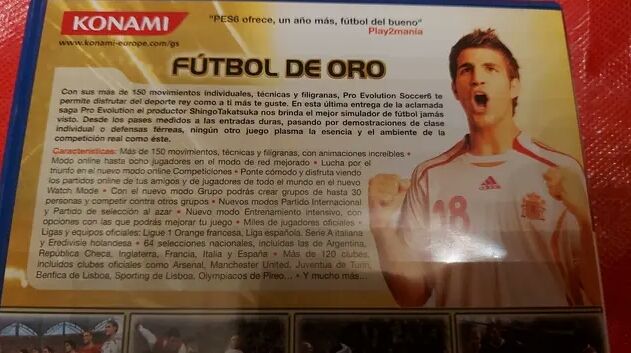 KONAMI
www.konami-europe.com/gs
"PES6 ofrece, un año más, fútbol del bueno"
Play2manía
FÚTBOL DE ORO
Con sus más de 150 movimientos individuales, técnicas y filigranas, Pro Evolution Soccer6 te
permite disfrutar del deporte rey como a ti más te guste. En esta última entrega de la aclamada
saga Pro Evolution el productor ShingoTakatsuka nos brinda el mejor simulador de fútbol jamás
visto. Desde los pases medidos a las entradas duras, pasando por demostraciones de clase
individual o defensas férreas, ningún otro juego plasma la esencia y el ambiente de la
competición real como éste.
Características: Más de 150 movimientos, técnicas y filigranas, con animaciones increíbles •
Modo online hasta ocho jugadores en el modo de red mejorado • Lucha por el
triunfo en el nuevo modo online Competiciones • Ponte cómodo y disfruta viendo
los partidos online de tus amigos y de jugadores de todo el mundo en el nuevo
Watch Mode • Con el nuevo modo Grupo podrás crear grupos de hasta 30
personas y competir contra otros grupos • Nuevos modos Partido Internacional
y Partido de selección al azar • Nuevo modo Entrenamiento intensivo, con
opciones con las que podrás mejorar tu juego • Miles de jugadores oficiales •
Ligas y equipos oficiales: Ligue 1 Orange francesa, Liga española, Serie A italiana
y Eredivisie holandesa • 64 selecciones nacionales, incluidas las de Argentina,
República Checa, Inglaterra, Francia, Italia y España • Más de 120 clubes,
incluidos clubes oficiales como Arsenal, Manchester United, Juventus de Turín,
Benfica de Lisboa, Sporting de Lisboa, Olympiacos de Pireo... • Y mucho más...
adidas
18